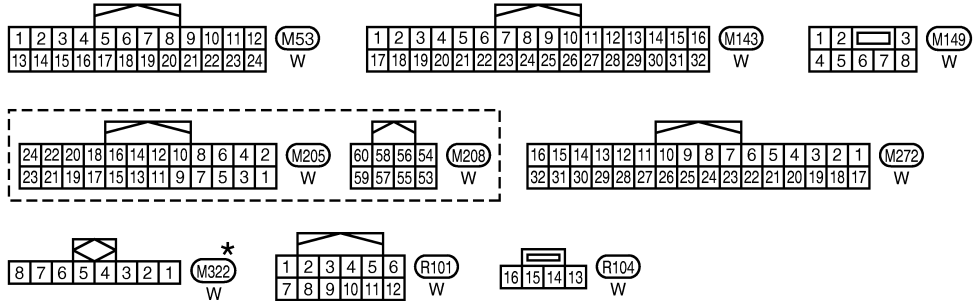 1 2 3 4 5 6 7 8 9 10 11 12 M53
13 14 15 16 17 18 19 20 21 22 23 24 W
1 2 3 4 5 6 7 8 9 10 11 12 13 14 15 16 M143
17 18 19 20 21 22 23 24 25 26 27 28 29 30 31 32 W
1 2 3 M149
4 5 6 7 8 W
24 22 20 18 16 14 12 10 8 6 4 2 M205
23 21 19 17 15 13 11 9 7 5 3 1 W
60 58 56 54 M208
59 57 55 53 W
16 15 14 13 12 11 10 9 8 7 6 5 4 3 2 1 M272
32 31 30 29 28 27 26 25 24 23 22 21 20 19 18 17 W
*
8 7 6 5 4 3 2 1 M322
W
1 2 3 4 5 6 R101
7 8 9 10 11 12 W
16 15 14 13 R104
W